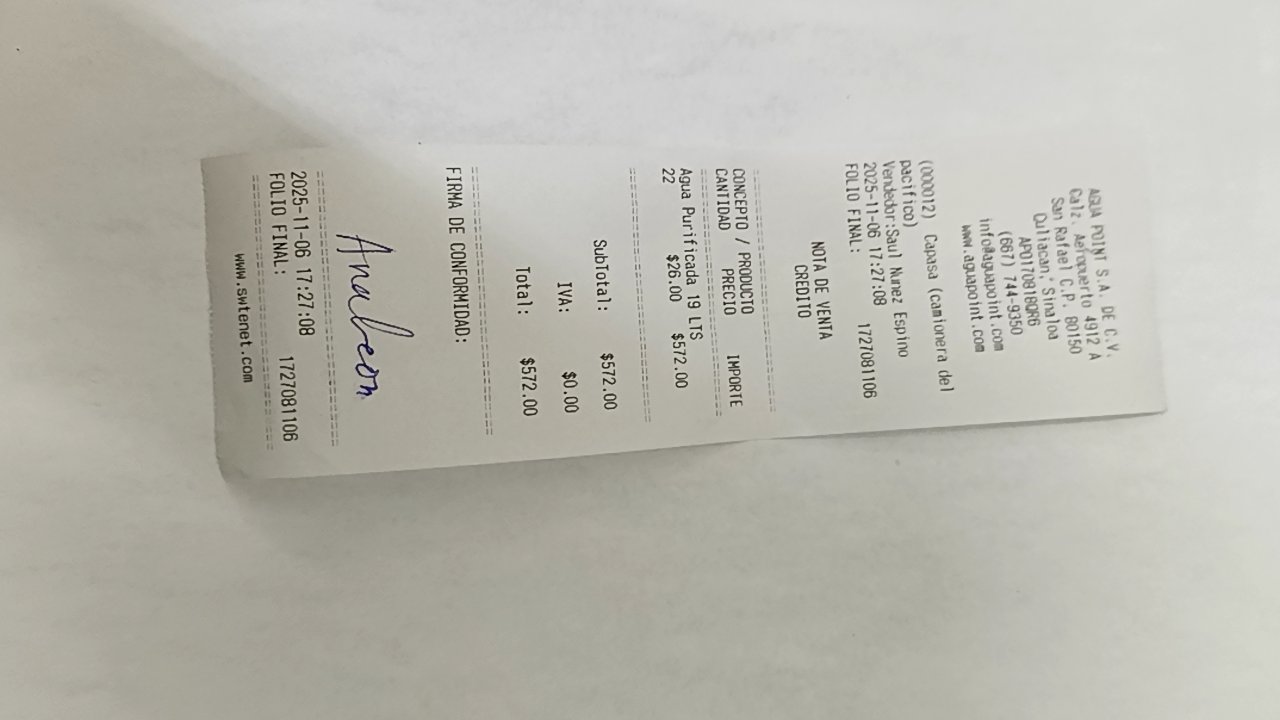 AGUA POINT S.A. DE C.V.
Calz. Aeropuerto 4912 A
San Rafael C.P. 80150
Culiacan, Sinaloa
APO170818QR6
(667) 744-9350
info@aguapoint.com
www.aguapoint.com
(000012) Capasa (camionera del
pacifico)
Vendedor:Saul Nunez Espino
2025-11-06 17:27:08
FOLIO FINAL: 1727081106
NOTA DE VENTA
CREDITO
CONCEPTO / PRODUCTO
CANTIDAD PRECIO IMPORTE
Agua Purificada 19 LTS
22 $26.00 $572.00
SubTotal: $572.00
IVA: $0.00
Total: $572.00
FIRMA DE CONFORMIDAD:
Analeon
2025-11-06 17:27:08
FOLIO FINAL: 1727081106
www.swtenet.com